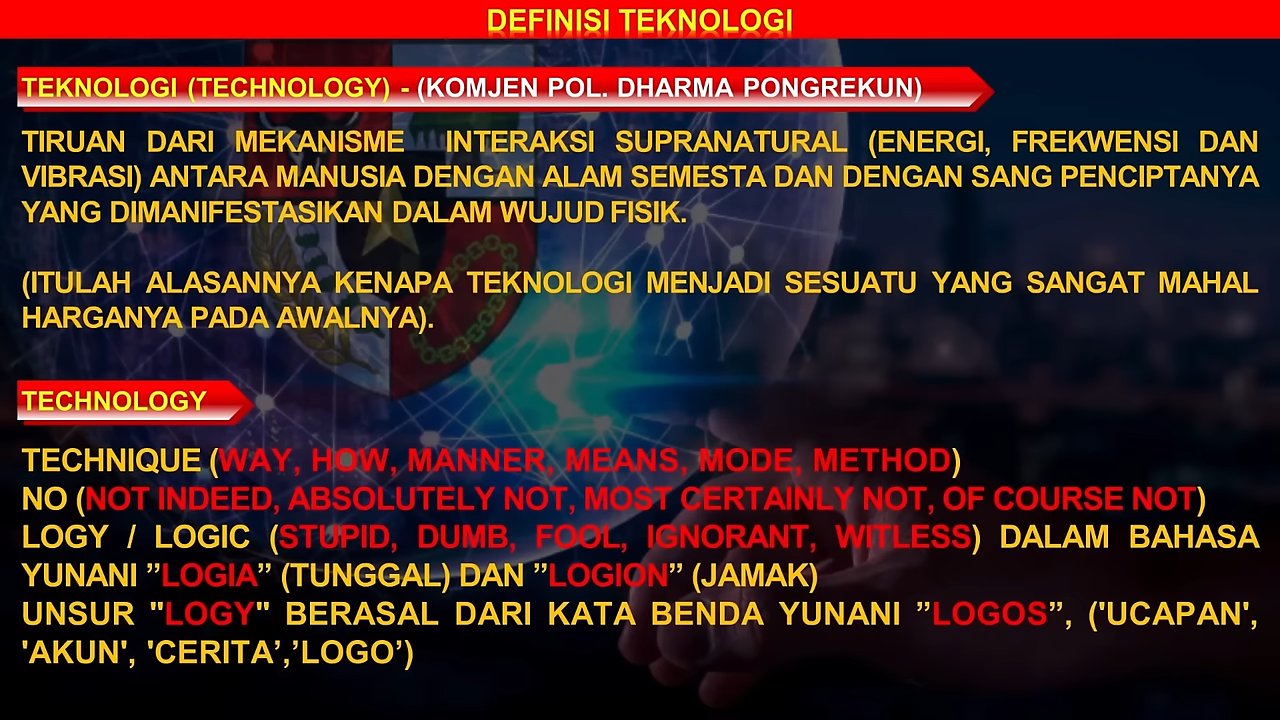 DEFINISI TEKNOLOGI
TEKNOLOGI (TECHNOLOGY) - (KOMJEN POL. DHARMA PONGREKUN)
TIRUAN DARI MEKANISME INTERAKSI SUPRANATURAL (ENERGI, FREKWENSI DAN
VIBRASI) ANTARA MANUSIA DENGAN ALAM SEMESTA DAN DENGAN SANG PENCIPTANYA
YANG DIMANIFESTASIKAN DALAM WUJUD FISIK.
(ITULAH ALASANNYA KENAPA TEKNOLOGI MENJADI SESUATU YANG SANGAT MAHAL
HARGANYA PADA AWALNYA).
TECHNOLOGY
TECHNIQUE (WAY, HOW, MANNER, MEANS, MODE, METHOD)
NO (NOT INDEED, ABSOLUTELY NOT, MOST CERTAINLY NOT, OF COURSE NOT)
LOGY / LOGIC (STUPID, DUMB, FOOL, IGNORANT, WITLESS) DALAM BAHASA
YUNANI ”LOGIA” (TUNGGAL) DAN ”LOGION” (JAMAK)
UNSUR "LOGY" BERASAL DARI KATA BENDA YUNANI ”LOGOS”, ('UCAPAN',
'AKUN', 'CERITA’,’LOGO’)